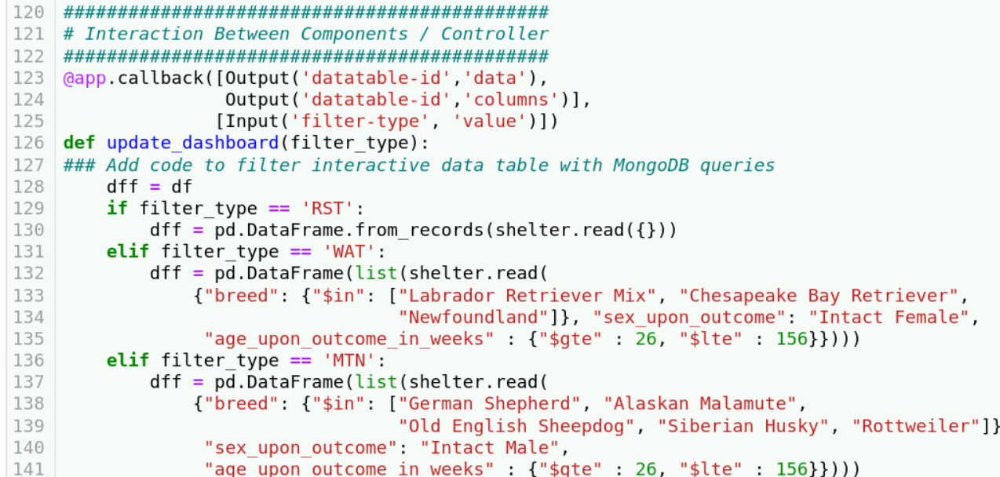 120 #############################################
121 # Interaction Between Components / Controller
122 #############################################
123 @app.callback([Output('datatable-id','data'),
124                Output('datatable-id','columns')],
125               [Input('filter-type', 'value')])
126 def update_dashboard(filter_type):
127 ### Add code to filter interactive data table with MongoDB queries
128     dff = df
129     if filter_type == 'RST':
130         dff = pd.DataFrame.from_records(shelter.read({}))
131     elif filter_type == 'WAT':
132         dff = pd.DataFrame(list(shelter.read(
133             {"breed": {"$in": ["Labrador Retriever Mix", "Chesapeake Bay Retriever",
134                                "Newfoundland"]}, "sex_upon_outcome": "Intact Female",
135              "age_upon_outcome_in_weeks" : {"$gte" : 26, "$lte" : 156}})))
136     elif filter_type == 'MTN':
137         dff = pd.DataFrame(list(shelter.read(
138             {"breed": {"$in": ["German Shepherd", "Alaskan Malamute",
139                                "Old English Sheepdog", "Siberian Husky", "Rottweiler"]}
140              "sex_upon_outcome": "Intact Male",
141              "age_upon_outcome_in_weeks" : {"$gte" : 26, "$lte" : 156}})))